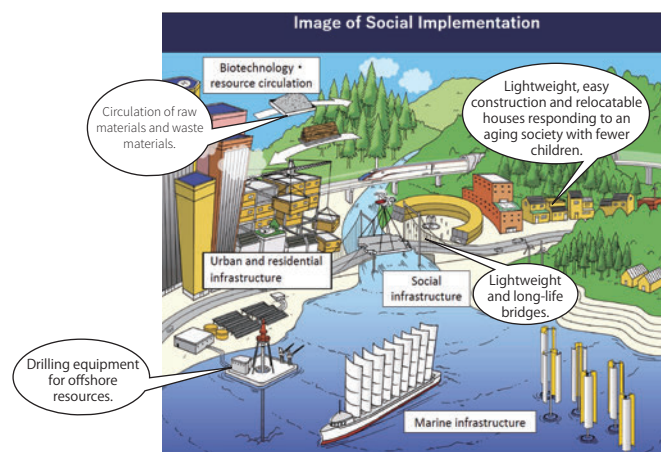 Image of Social Implementation
Biotechnology・
resource circulation
Circulation of raw
materials and waste
materials.
Lightweight, easy
construction and relocatable
houses responding to an
aging society with fewer
children.
Urban and residential
infrastructure
Social
infrastructure
Lightweight
and long-life
bridges.
Drilling equipment
for offshore
resources.
Marine infrastructure